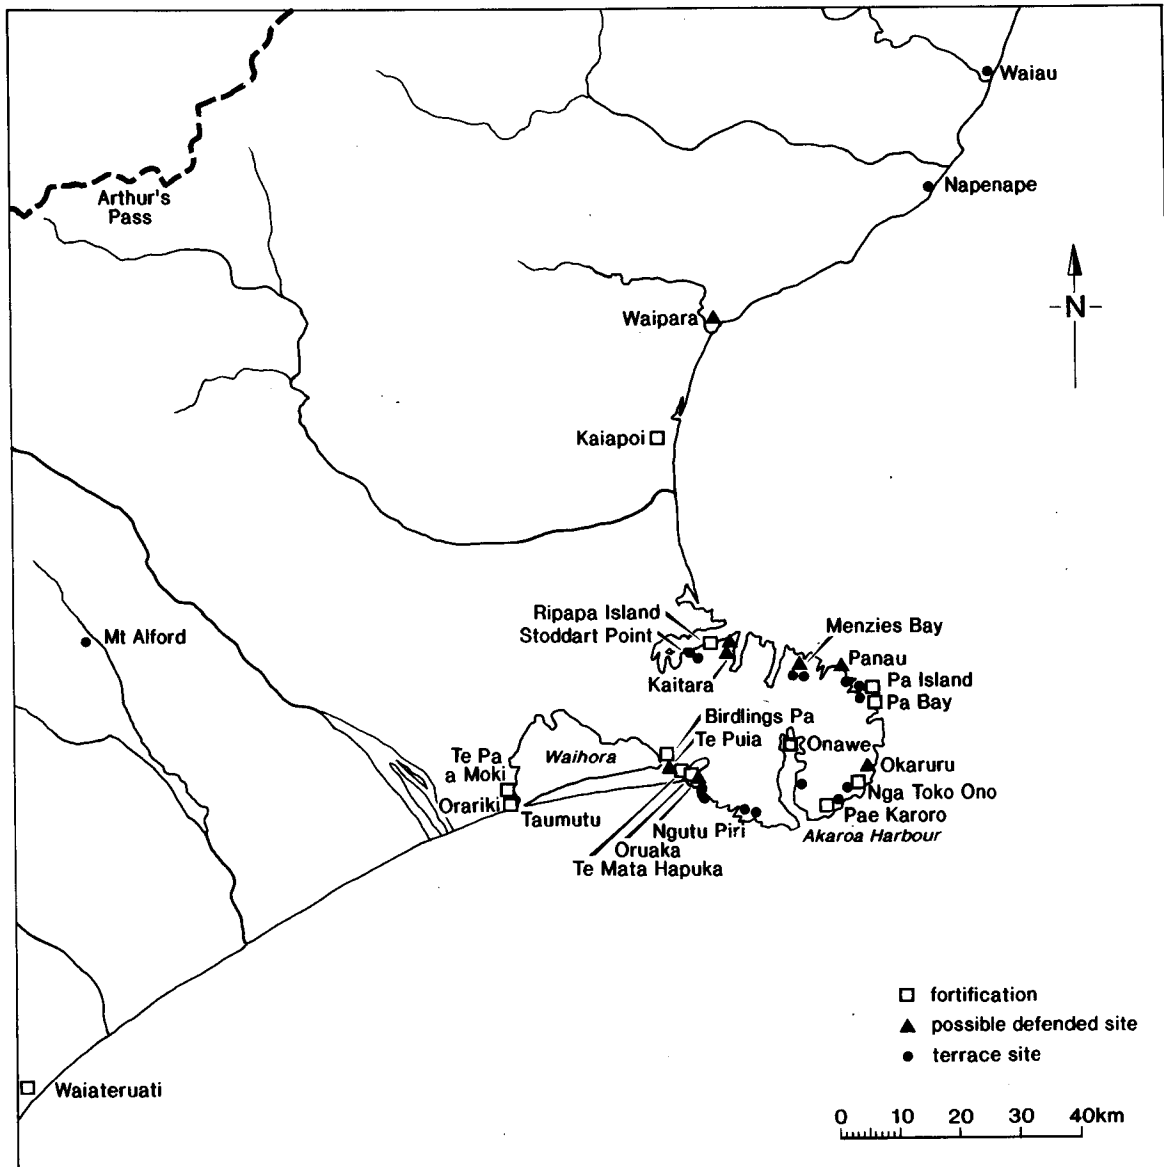 Waiau
Arthur's
Pass
Napenape
-N-
Waipara
Kaiapoi
Ripapa Island
Stoddart Point
Menzies Bay
Mt Alford
Panau
Kaitara
Pa Island
Pa Bay
Birdlings Pa
Te Puia
Onawe
Waihora
Te Pa
a Moki
Okaruru
Orariki
Nga Toko Ono
Taumutu
Pae Karoro
Ngutu Piri
Akaroa Harbour
Oruaka
Te Mata Hapuka
fortification
possible defended site
terrace site
Waiateruati
0 10 20 30 40km